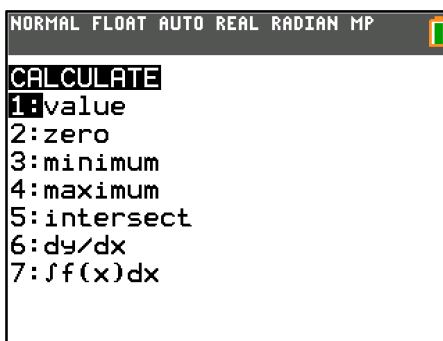 NORMAL FLOAT AUTO REAL RADIAN MP
CALCULATE
1:value
2:zero
3:minimum
4:maximum
5:intersect
6:dy/dx
7:∫f(x)dx